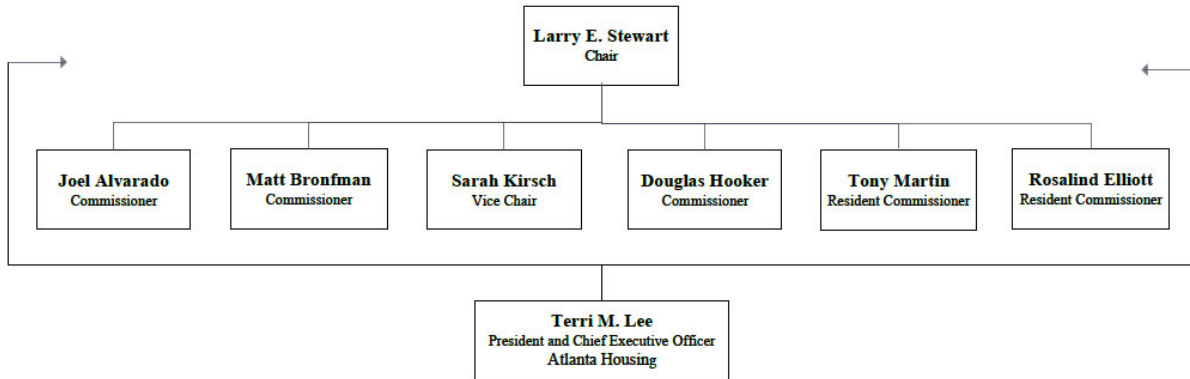 Larry E. Stewart
Chair
Joel Alvarado
Commissioner
Matt Bronfman
Commissioner
Sarah Kirsch
Vice Chair
Douglas Hooker
Commissioner
Tony Martin
Resident Commissioner
Rosalind Elliott
Resident Commissioner
Terri M. Lee
President and Chief Executive Officer
Atlanta Housing